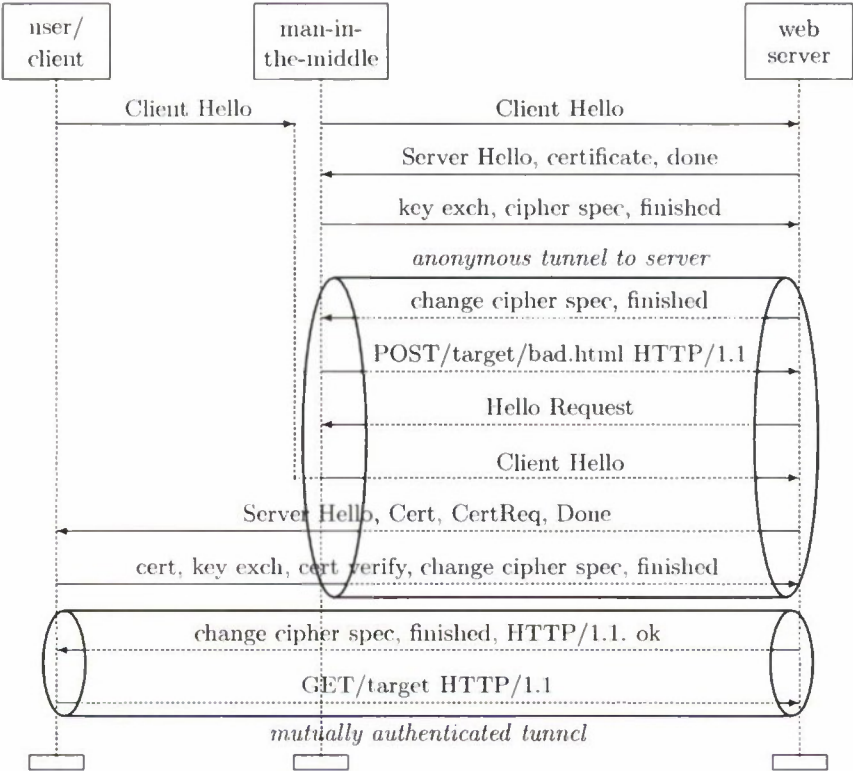 user/
client
man-in-
the-middle
web
server
Client Hello
Client Hello
Server Hello, certificate, done
key exch, cipher spec, finished
anonymous tunnel to server
change cipher spec, finished
POST/target/bad.html HTTP/1.1
Hello Request
Client Hello
Server Hello, Cert, CertReq, Done
cert, key exch, cert verify, change cipher spec, finished
change cipher spec, finished, HTTP/1.1. ok
GET/target HTTP/1.1
mutually authenticated tunnel